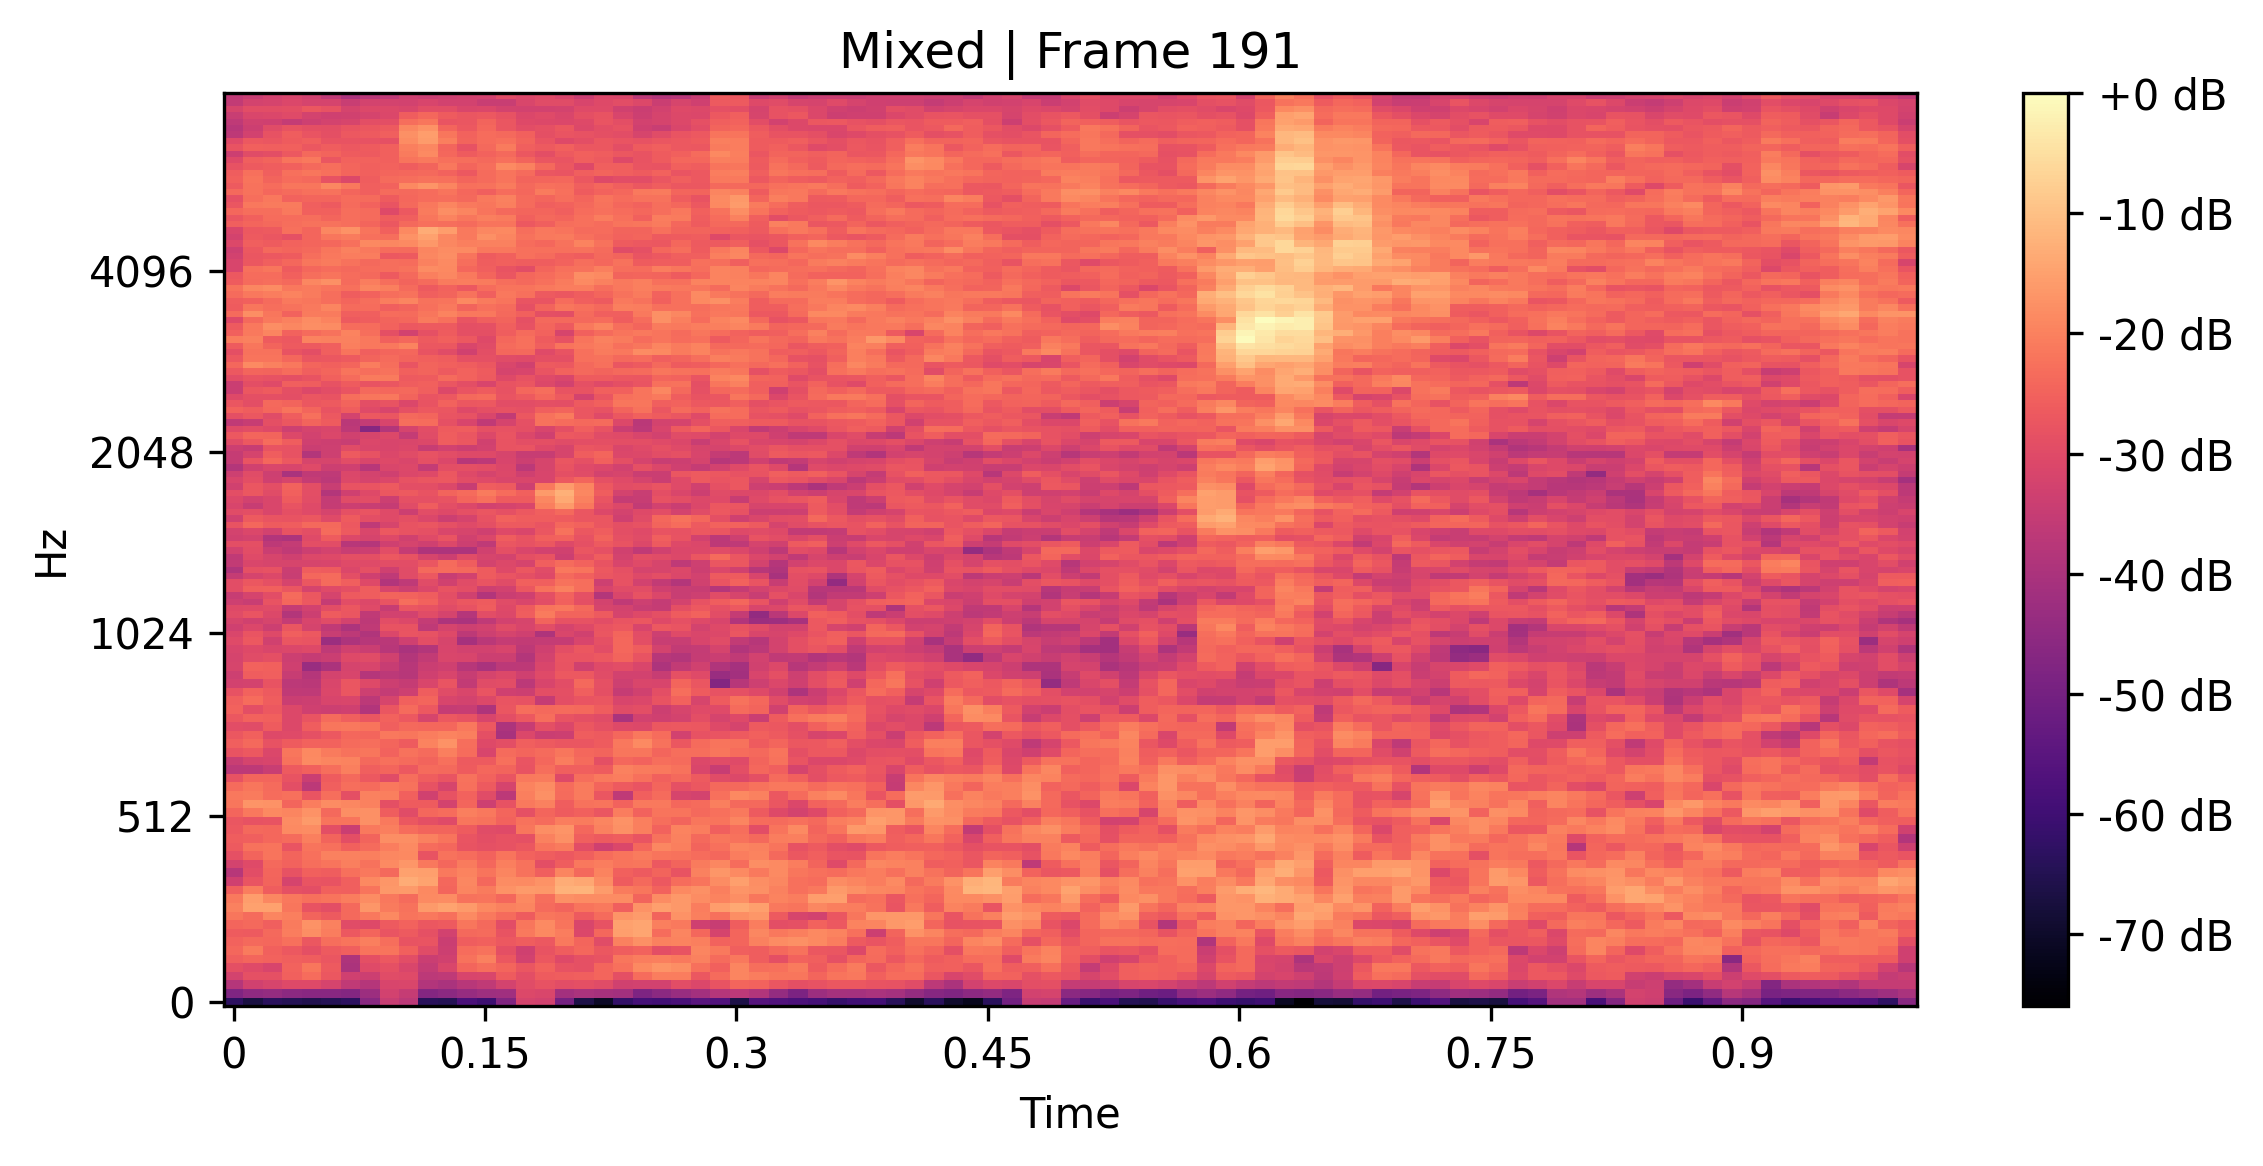 Mixed | Frame 191
+0 dB
-10 dB
-20 dB
-30 dB
-40 dB
-50 dB
-60 dB
-70 dB
Hz
4096
2048
1024
512
0
0 0.15 0.3 0.45 0.6 0.75 0.9
Time